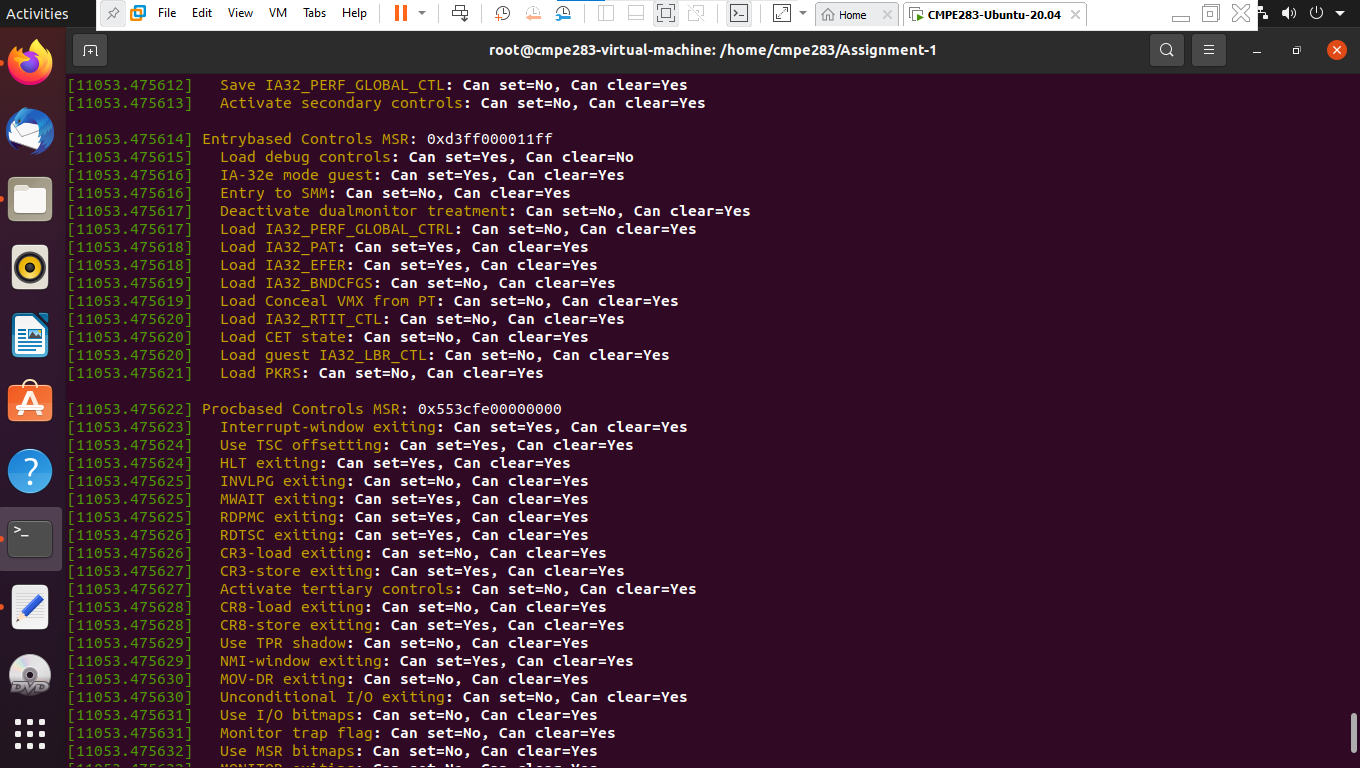 Activities
File Edit View VM Tabs Help
Home
CMPE283-Ubuntu-20.04
root@cmpe283-virtual-machine: /home/cmpe283/Assignment-1
[11053.475612] Save IA32_PERF_GLOBAL_CTL: Can set=No, Can clear=Yes
[11053.475613] Activate secondary controls: Can set=No, Can clear=Yes
[11053.475614] Entrybased Controls MSR: 0xd3ff000011ff
[11053.475615] Load debug controls: Can set=Yes, Can clear=No
[11053.475616] IA-32e mode guest: Can set=Yes, Can clear=Yes
[11053.475616] Entry to SMM: Can set=No, Can clear=Yes
[11053.475617] Deactivate dualmonitor treatment: Can set=No, Can clear=Yes
[11053.475617] Load IA32_PERF_GLOBAL_CTRL: Can set=No, Can clear=Yes
[11053.475618] Load IA32_PAT: Can set=Yes, Can clear=Yes
[11053.475618] Load IA32_EFER: Can set=Yes, Can clear=Yes
[11053.475619] Load IA32_BNDCFGS: Can set=No, Can clear=Yes
[11053.475619] Load Conceal VMX from PT: Can set=No, Can clear=Yes
[11053.475620] Load IA32_RTIT_CTL: Can set=No, Can clear=Yes
[11053.475620] Load CET state: Can set=No, Can clear=Yes
[11053.475620] Load guest IA32_LBR_CTL: Can set=No, Can clear=Yes
[11053.475621] Load PKRS: Can set=No, Can clear=Yes
[11053.475622] Procbased Controls MSR: 0x553cfe00000000
[11053.475623] Interrupt-window exiting: Can set=Yes, Can clear=Yes
[11053.475624] Use TSC offsetting: Can set=Yes, Can clear=Yes
[11053.475624] HLT exiting: Can set=Yes, Can clear=Yes
[11053.475625] INVLPG exiting: Can set=No, Can clear=Yes
[11053.475625] MWAIT exiting: Can set=Yes, Can clear=Yes
[11053.475625] RDPMC exiting: Can set=Yes, Can clear=Yes
[11053.475626] RDTSC exiting: Can set=Yes, Can clear=Yes
[11053.475626] CR3-load exiting: Can set=No, Can clear=Yes
[11053.475627] CR3-store exiting: Can set=Yes, Can clear=Yes
[11053.475627] Activate tertiary controls: Can set=No, Can clear=Yes
[11053.475628] CR8-load exiting: Can set=No, Can clear=Yes
[11053.475628] CR8-store exiting: Can set=Yes, Can clear=Yes
[11053.475629] Use TPR shadow: Can set=No, Can clear=Yes
[11053.475629] NMI-window exiting: Can set=Yes, Can clear=Yes
[11053.475630] MOV-DR exiting: Can set=No, Can clear=Yes
[11053.475630] Unconditional I/O exiting: Can set=No, Can clear=Yes
[11053.475631] Use I/O bitmaps: Can set=No, Can clear=Yes
[11053.475631] Monitor trap flag: Can set=No, Can clear=Yes
[11053.475632] Use MSR bitmaps: Can set=No, Can clear=Yes
DVD